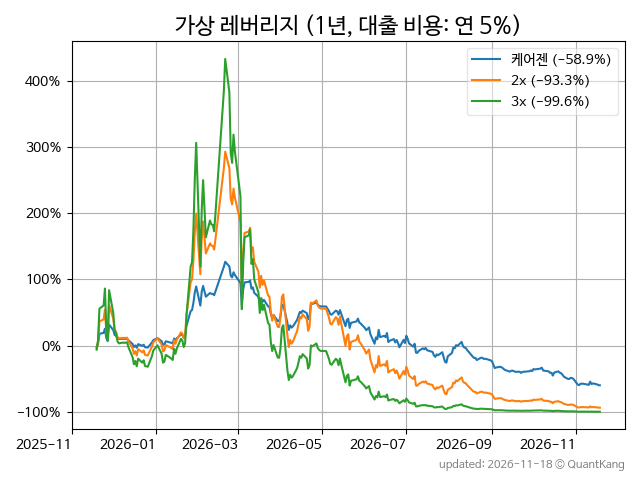 가상 레버리지 (1년, 대출 비용: 연 5%)
케어젠 (-58.9%)
2x (-93.3%)
3x (-99.6%)
400%
300%
200%
100%
0%
-100%
2025-11
2026-01
2026-03
2026-05
2026-07
2026-09
2026-11
updated: 2026-11-18 © QuantKang